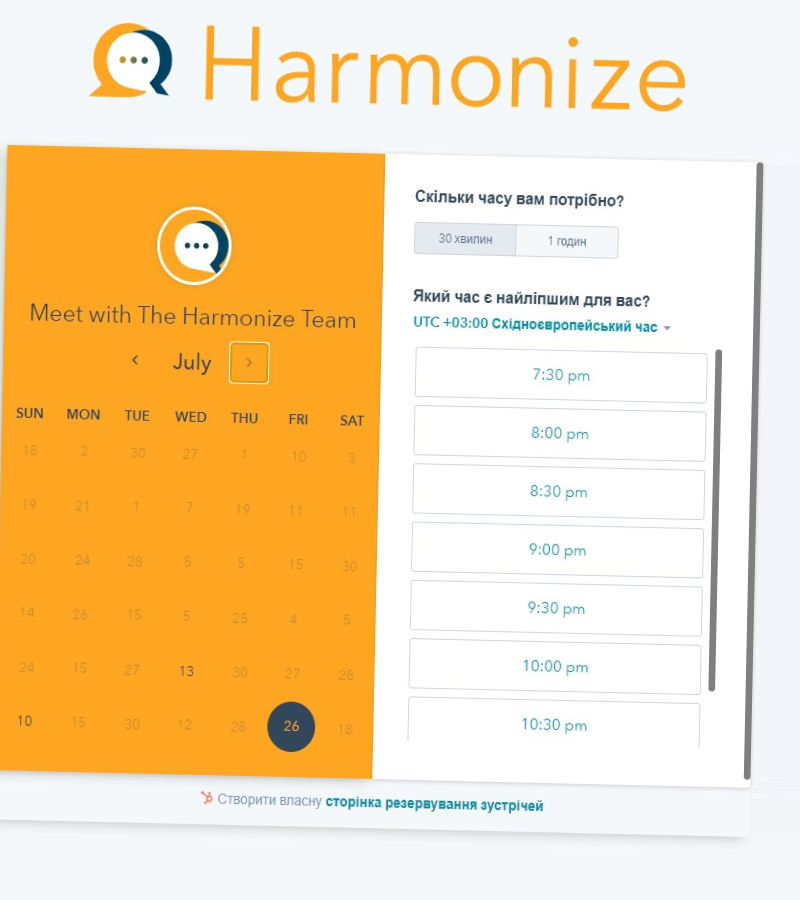 Harmonize
Meet with The Harmonize Team
July
SUN MON TUE WED THU FRI SAT
18 2 30 27 1 10 3
19 21 1 7 19 11 11
20 24 28 5 5 15 30
14 26 15 5 25 4 5
24 15 27 13 30 27 28
10 15 30 12 28 26 18
Скільки часу вам потрібно?
30 хвилин 1 годин
Який час є найліпшим для вас?
UTC +03:00 Східноєвропейський час
7:30 pm
8:00 pm
8:30 pm
9:00 pm
9:30 pm
10:00 pm
10:30 pm
Створити власну сторінка резервування зустрічей